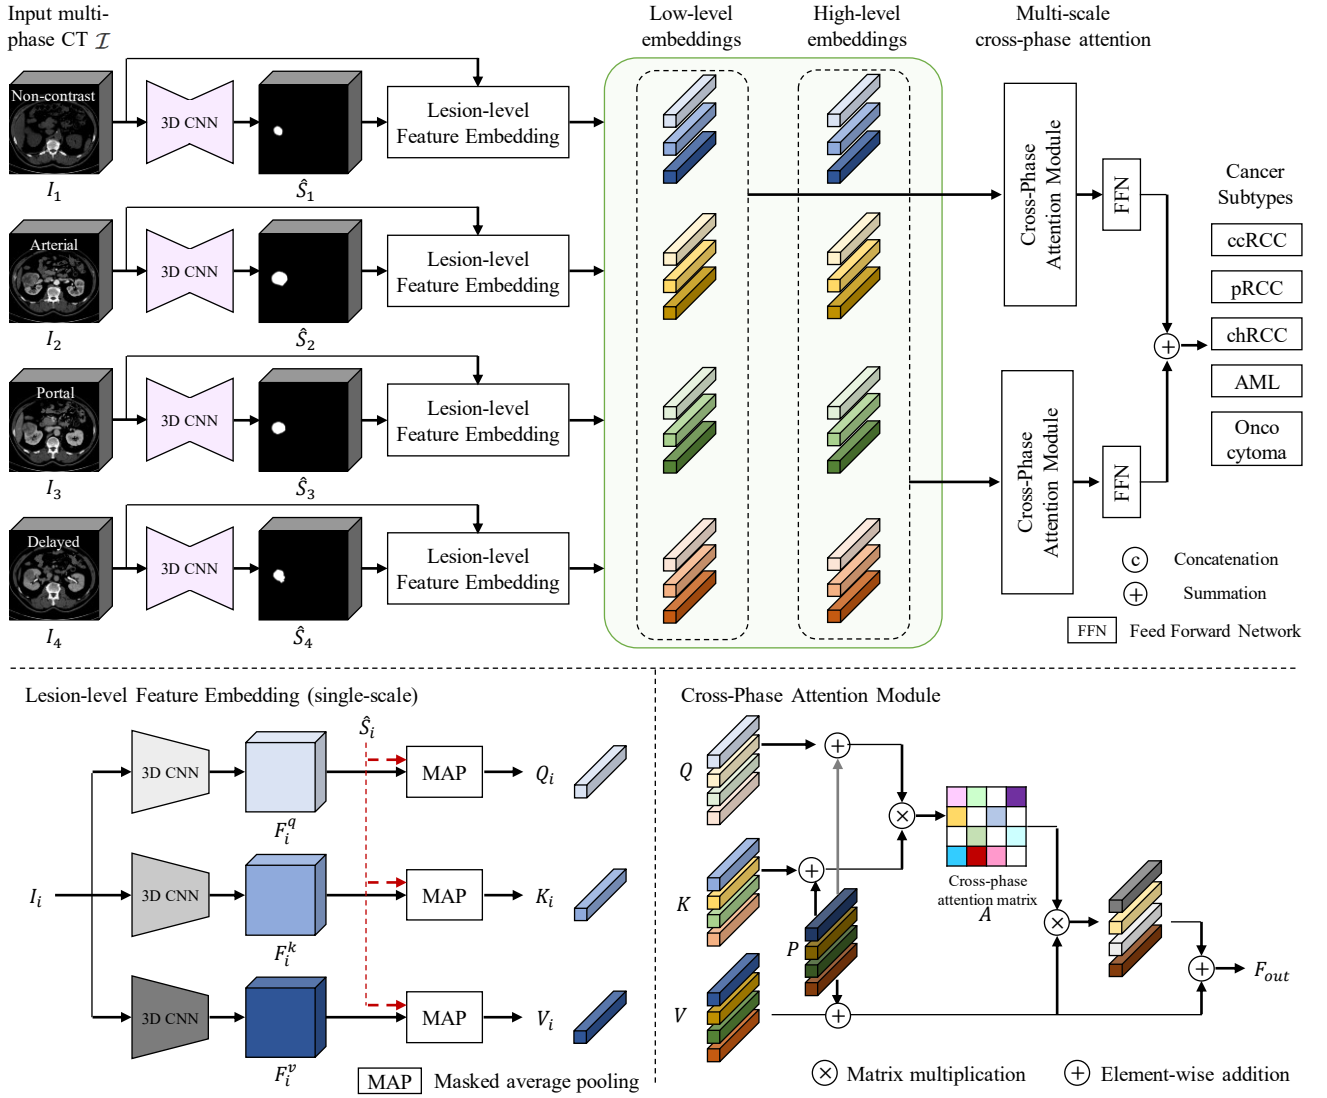 Input multi-
phase CT ℐ
Low-level
embeddings
High-level
embeddings
Multi-scale
cross-phase attention
Non-contrast
3D CNN
Lesion-level
Feature Embedding
I₁
Ŝ₁
Arterial
3D CNN
Lesion-level
Feature Embedding
I₂
Ŝ₂
Portal
3D CNN
Lesion-level
Feature Embedding
I₃
Ŝ₃
Delayed
3D CNN
Lesion-level
Feature Embedding
I₄
Ŝ₄
Cross-Phase
Attention Module
FFN
Cross-Phase
Attention Module
FFN
+
Cancer
Subtypes
ccRCC
pRCC
chRCC
AML
Onco
cytoma
c Concatenation
+ Summation
FFN Feed Forward Network
Lesion-level Feature Embedding (single-scale)
Ŝᵢ
3D CNN
MAP
Qᵢ
Fᵢ^q
Iᵢ
3D CNN
MAP
Kᵢ
Fᵢ^k
3D CNN
MAP
Vᵢ
Fᵢ^v
MAP Masked average pooling
Cross-Phase Attention Module
Q
+
×
K
+
Cross-phase
attention matrix
A
P
×
V
+
+
F_out
× Matrix multiplication
+ Element-wise addition